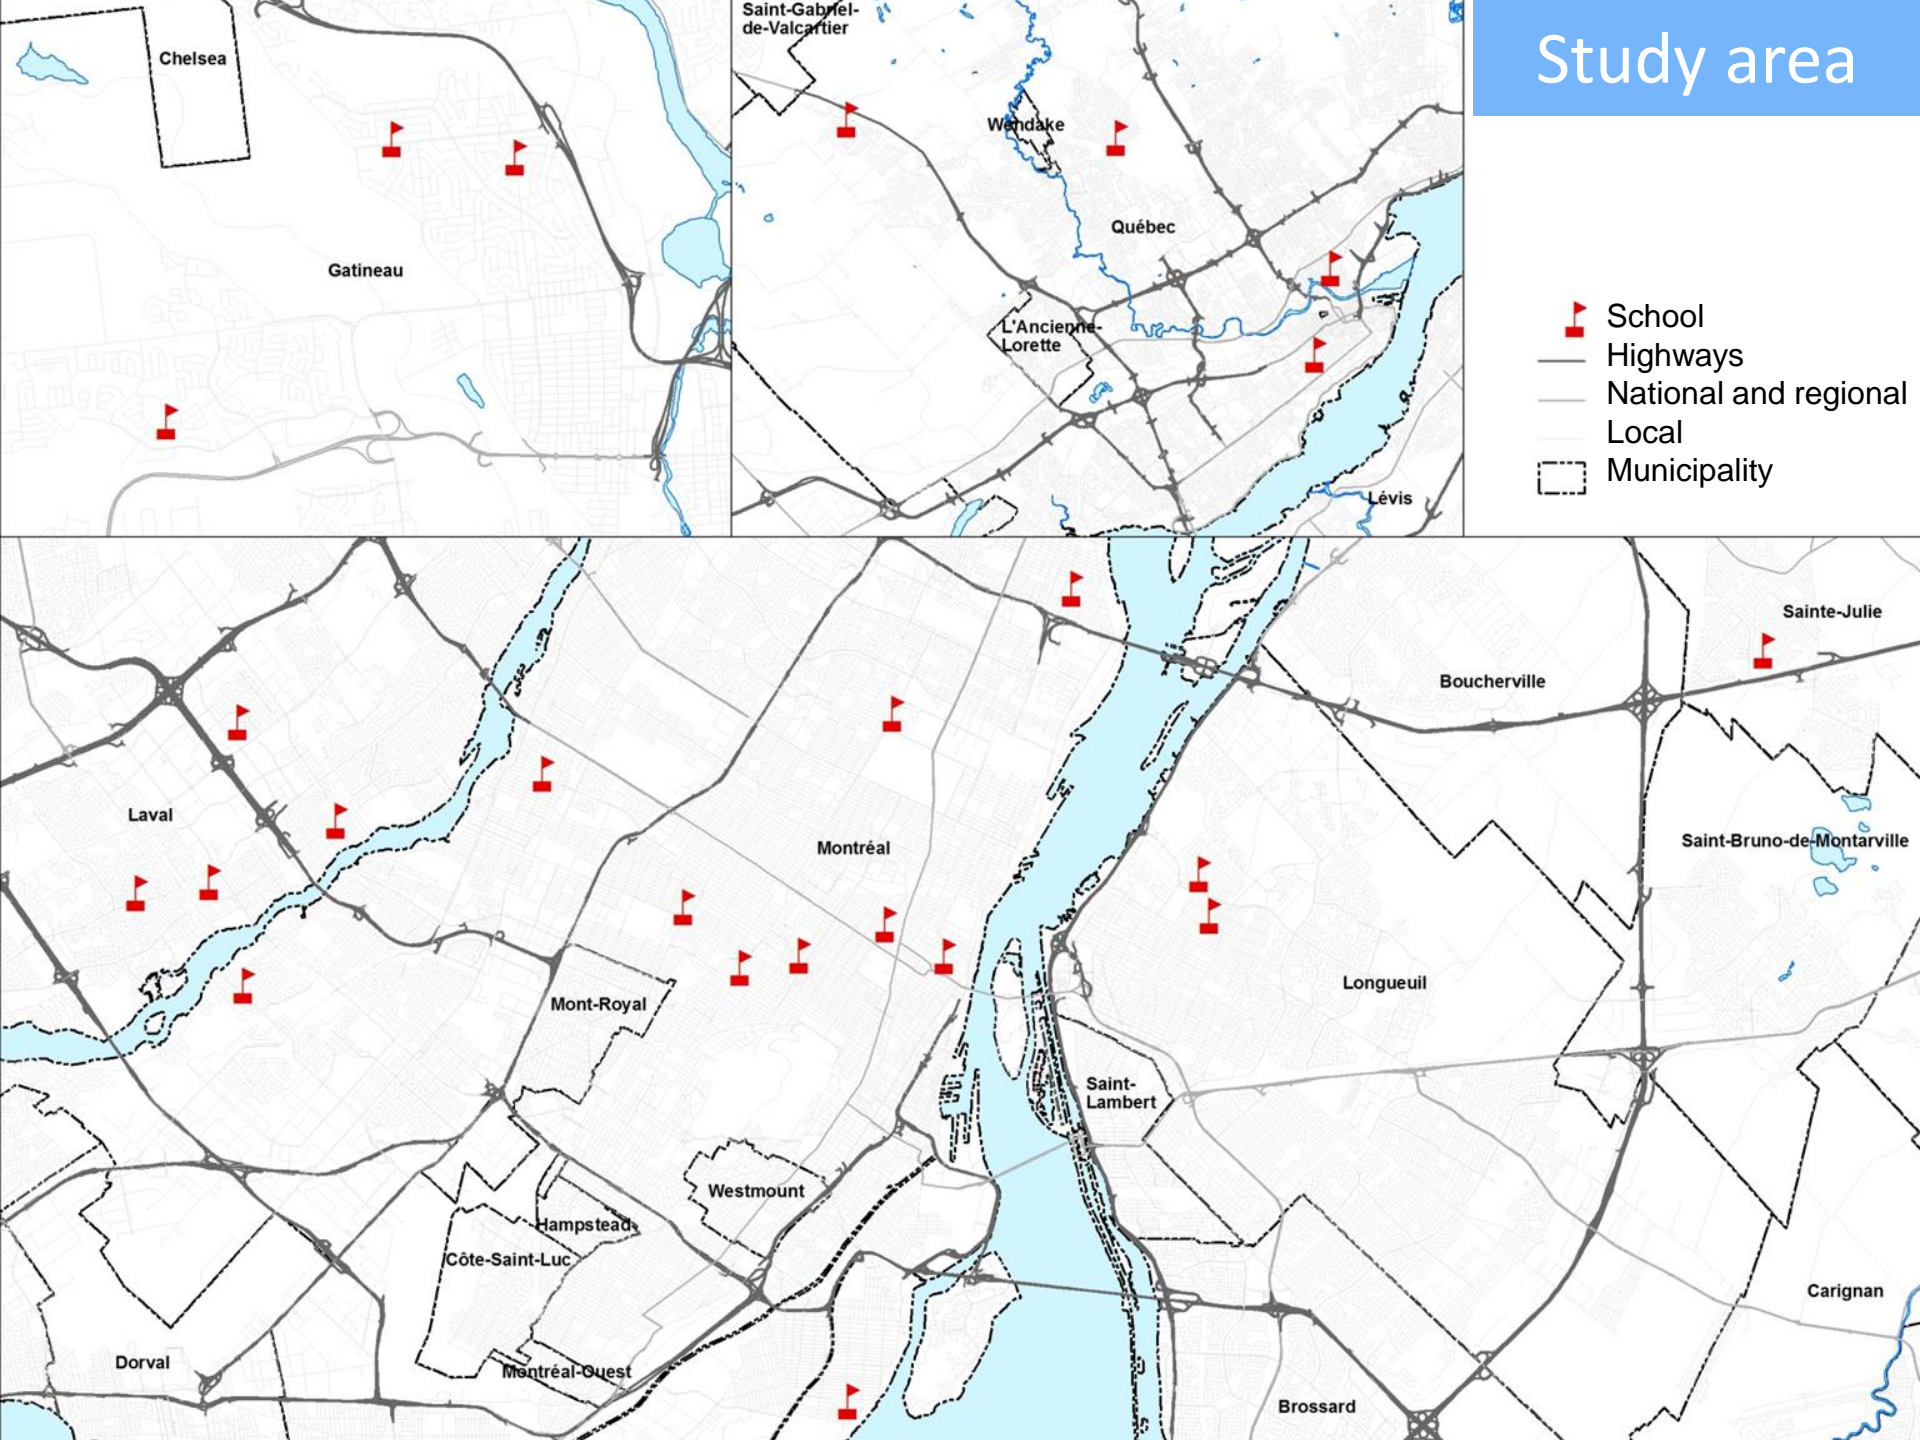 Study area
Chelsea
Gatineau
Saint-Gabriel-
de-Valcartier
Wendake
Québec
L'Ancienne-
Lorette
Lévis
School
Highways
National and regional
Local
Municipality
Sainte-Julie
Boucherville
Laval
Montréal
Saint-Bruno-de-Montarville
Longueuil
Mont-Royal
Saint-
Lambert
Westmount
Hampstead
Côte-Saint-Luc
Carignan
Dorval
Montréal-Ouest
Brossard